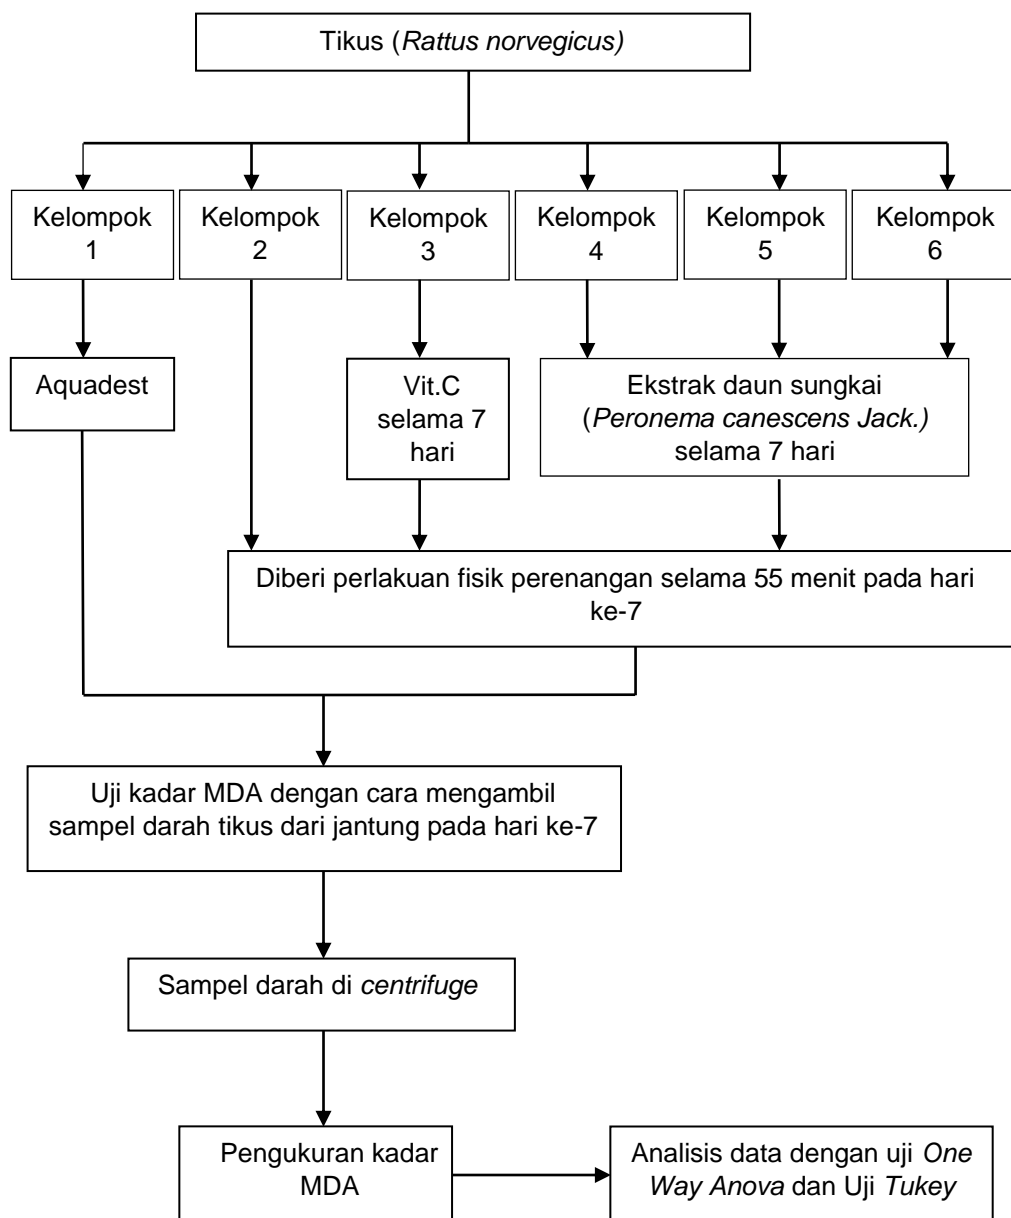 Tikus (Rattus norvegicus)
Kelompok
1
Kelompok
2
Kelompok
3
Kelompok
4
Kelompok
5
Kelompok
6
Aquadest
Vit.C
selama 7
hari
Ekstrak daun sungkai
(Peronema canescens Jack.)
selama 7 hari
Diberi perlakuan fisik perenangan selama 55 menit pada hari
ke-7
Uji kadar MDA dengan cara mengambil
sampel darah tikus dari jantung pada hari ke-7
Sampel darah di centrifuge
Pengukuran kadar
MDA
Analisis data dengan uji One
Way Anova dan Uji Tukey